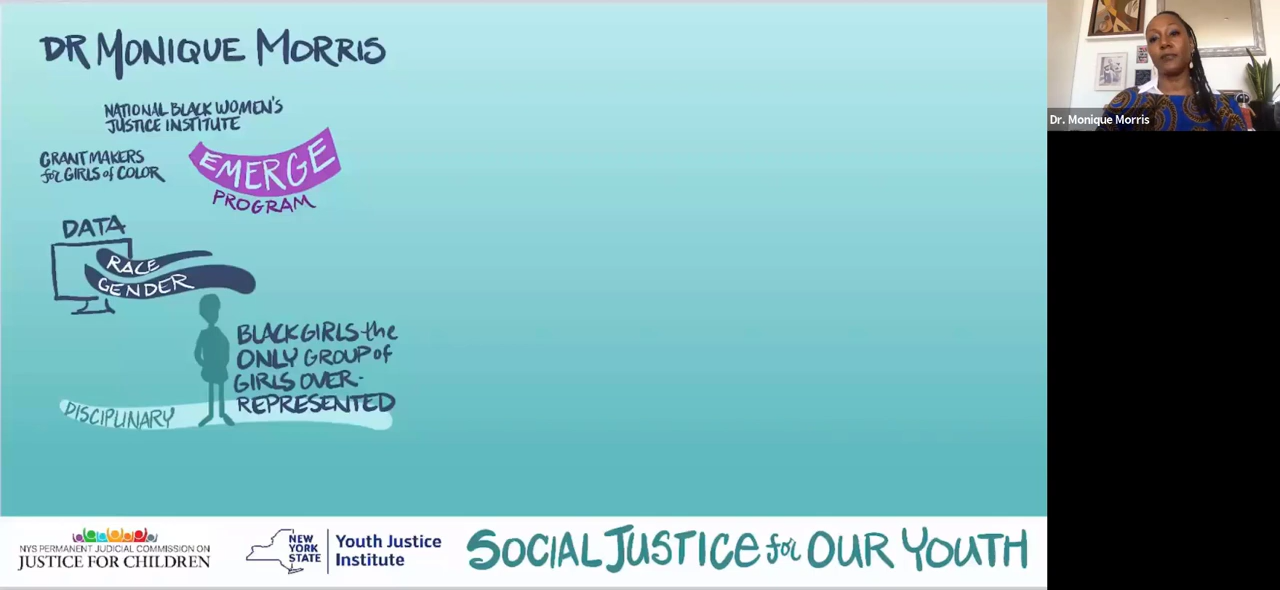 DR MONIQUE MORRIS
NATIONAL BLACK WOMEN'S
JUSTICE INSTITUTE
GRANT MAKERS
for GIRLS of COLOR
EMERGE
PROGRAM
DATA
RACE
GENDER
BLACK GIRLS the
ONLY GROUP of
GIRLS OVER-
REPRESENTED
DISCIPLINARY
Dr. Monique Morris
NYS PERMANENT JUDICIAL COMMISSION ON
JUSTICE FOR CHILDREN
NEW
YORK
STATE
Youth Justice
Institute
SOCIAL JUSTICE for OUR YOUTH